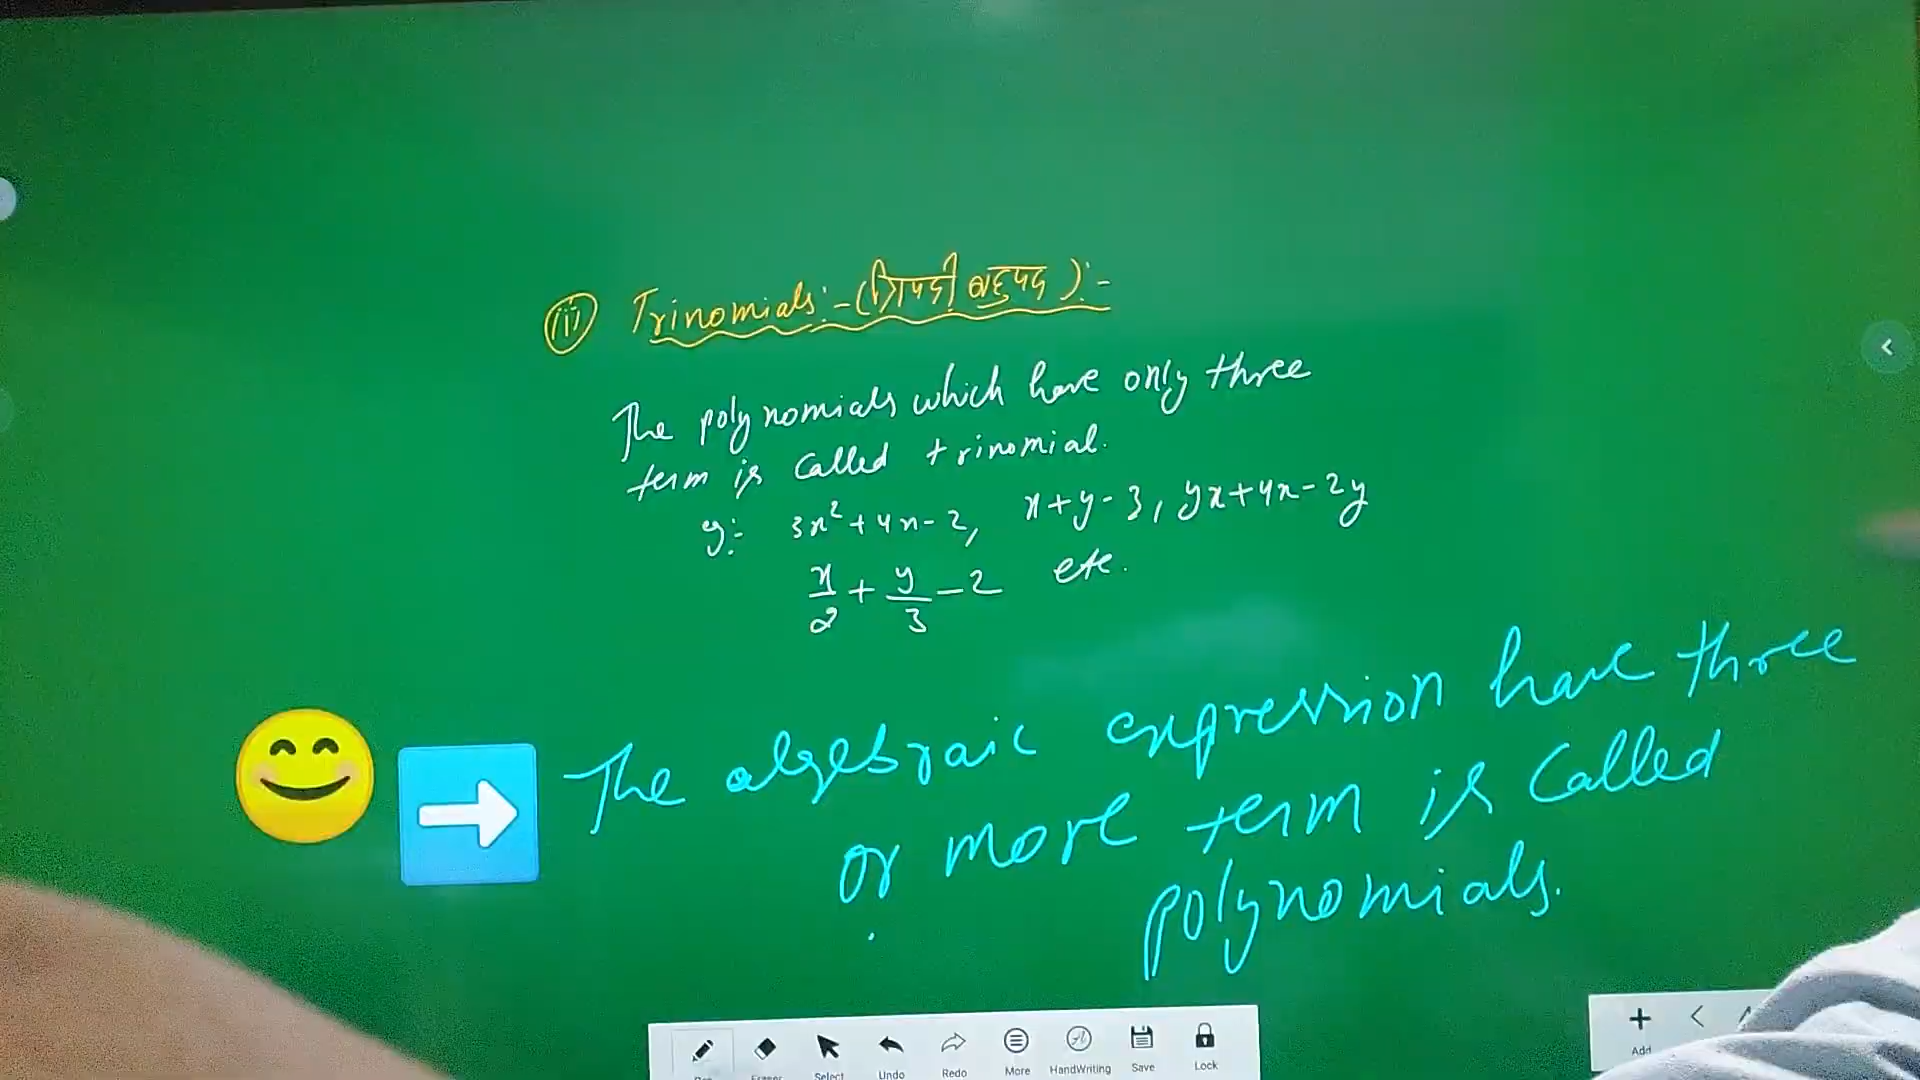 (iii) Trinomials:-(त्रिपदी बहुपद):-
The polynomials which have only three
term is called trinomial.
eg:- 3x²+4x-2, x+y-3, yx+4x-2y
x/2 + y/3 - 2 etc.
The algebraic expression have three
or more term is called
polynomials.
Eraser Select Undo Redo More HandWriting Save Lock
Add